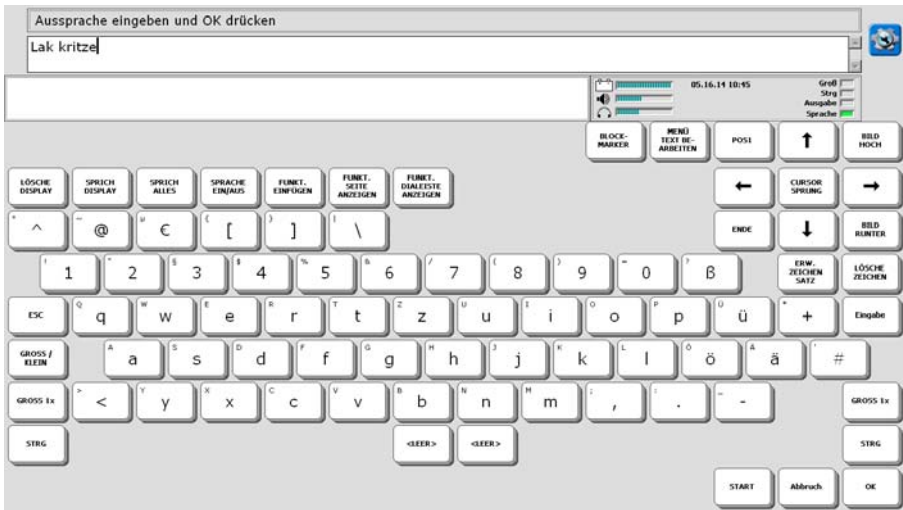 Aussprache eingeben und OK drücken
Lak kritze
05.16.14 10:45
Groß
Strg
Ausgabe
Sprache
BLOCK-
MARKER
MENÜ
TEXT BE-
ARBEITEN
POS1
↑
BILD
HOCH
LÖSCHE
DISPLAY
SPRICH
DISPLAY
SPRICH
ALLES
SPRACHE
EIN/AUS
FUNKT.
EINFÜGEN
FUNKT.
SEITE
ANZEIGEN
FUNKT.
DIALEISTE
ANZEIGEN
←
CURSOR
SPRUNG
→
° ^
~ @
µ €
{ [
} ]
| \
ENDE
↓
BILD
RUNTER
! 1
" 2
§ 3
$ 4
% 5
& 6
/ 7
( 8
) 9
= 0
? ß
ERW.
ZEICHEN
SATZ
LÖSCHE
ZEICHEN
ESC
Q q
W w
E e
R r
T t
Z z
U u
I i
O o
P p
Ü ü
* +
Eingabe
GROSS /
KLEIN
A a
S s
D d
F f
G g
H h
J j
K k
L l
Ö ö
Ä ä
' #
GROSS 1x
> <
Y y
X x
C c
V v
B b
N n
M m
; ,
: .
_ -
GROSS 1x
STRG
<LEER>
<LEER>
STRG
START
Abbruch
OK